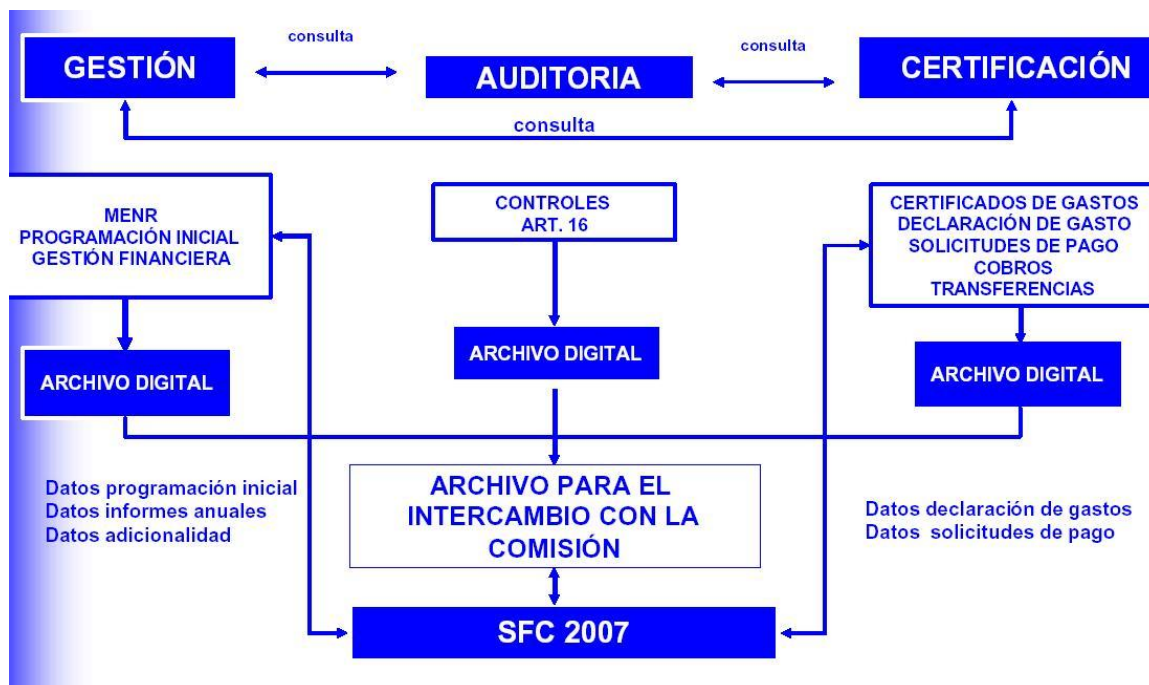 consulta
consulta
GESTIÓN
AUDITORIA
CERTIFICACIÓN
consulta
MENR
PROGRAMACIÓN INICIAL
GESTIÓN FINANCIERA
CONTROLES
ART. 16
CERTIFICADOS DE GASTOS
DECLARACIÓN DE GASTO
SOLICITUDES DE PAGO
COBROS
TRANSFERENCIAS
ARCHIVO DIGITAL
ARCHIVO DIGITAL
ARCHIVO DIGITAL
Datos programación inicial
Datos informes anuales
Datos adicionalidad
ARCHIVO PARA EL
INTERCAMBIO CON LA
COMISIÓN
Datos declaración de gastos
Datos solicitudes de pago
SFC 2007